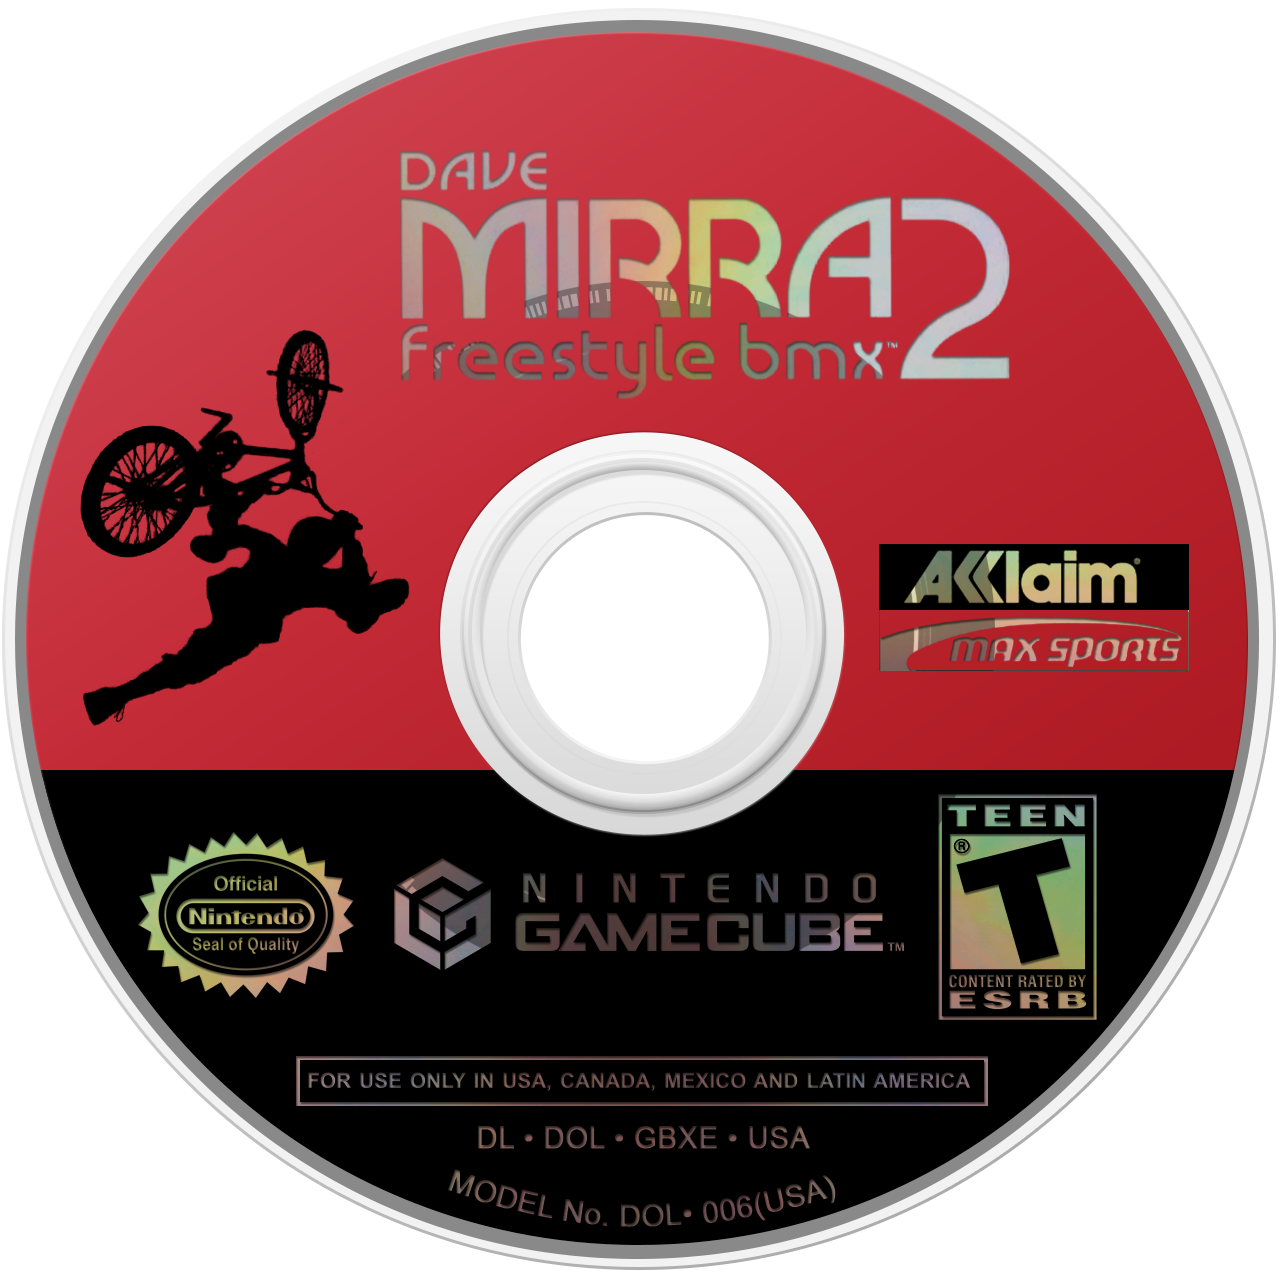 DAVE
MIRRA 2
freestyle bmx™
AKKlaim®
MAX SPORTS
TEEN
®
T
CONTENT RATED BY
ESRB
Official
Nintendo®
Seal of Quality
NINTENDO
GAMECUBE™
FOR USE ONLY IN USA, CANADA, MEXICO AND LATIN AMERICA
DL • DOL • GBXE • USA
MODEL No. DOL• 006(USA)